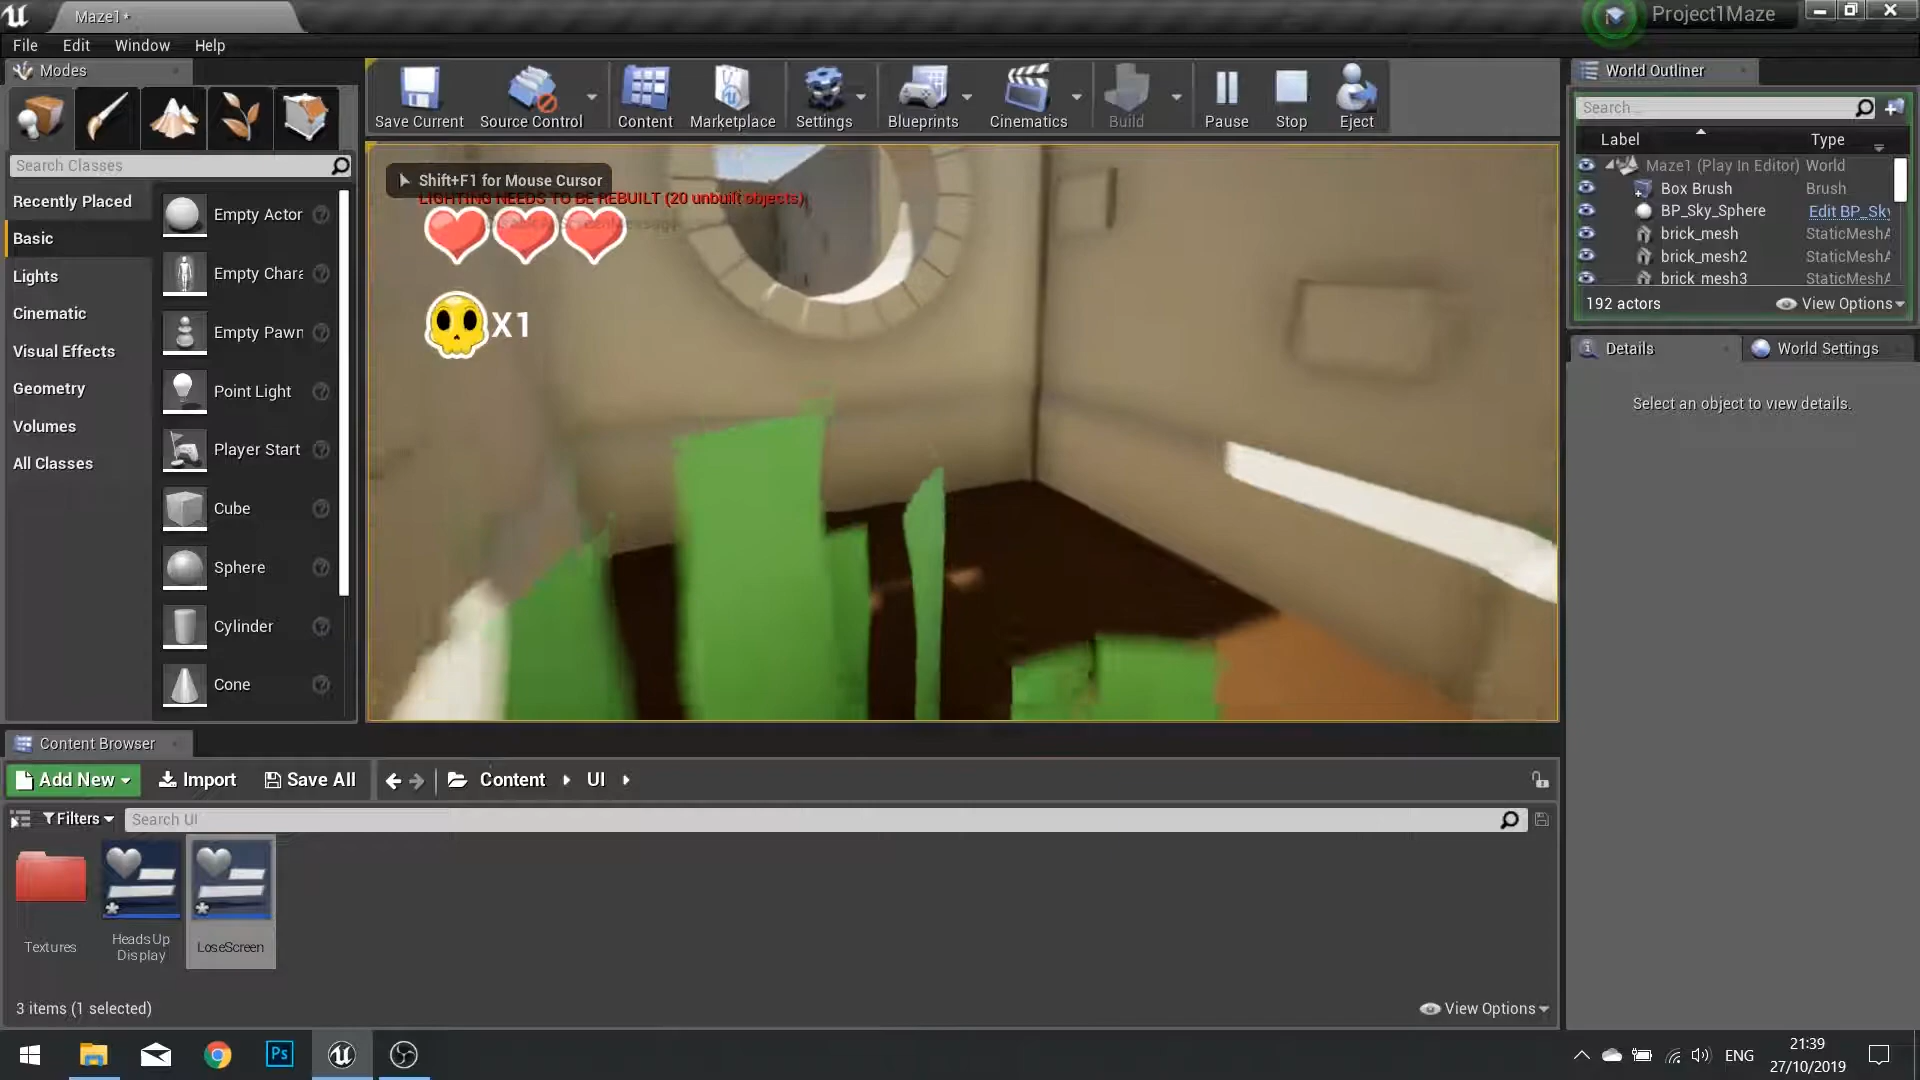 Maze1*
Project1Maze
File Edit Window Help
Modes
World Outliner
Save Current
Source Control
Content
Marketplace
Settings
Blueprints
Cinematics
Build
Pause
Stop
Eject
Search Classes
Recently Placed
Basic
Lights
Cinematic
Visual Effects
Geometry
Volumes
All Classes
Empty Actor
Empty Chara
Empty Pawn
Point Light
Player Start
Cube
Sphere
Cylinder
Cone
Shift+F1 for Mouse Cursor
LIGHTING NEEDS TO BE REBUILT (20 unbuilt objects)
X1
Search...
Label Type
Maze1 (Play In Editor) World
Box Brush Brush
BP_Sky_Sphere Edit BP_Sky
brick_mesh StaticMeshA
brick_mesh2 StaticMeshA
brick_mesh3 StaticMeshA
192 actors View Options
Details World Settings
Select an object to view details.
Content Browser
Add New Import Save All Content UI
Filters Search UI
Textures
Heads Up
Display
LoseScreen
3 items (1 selected) View Options
Ps
ENG
21:39
27/10/2019